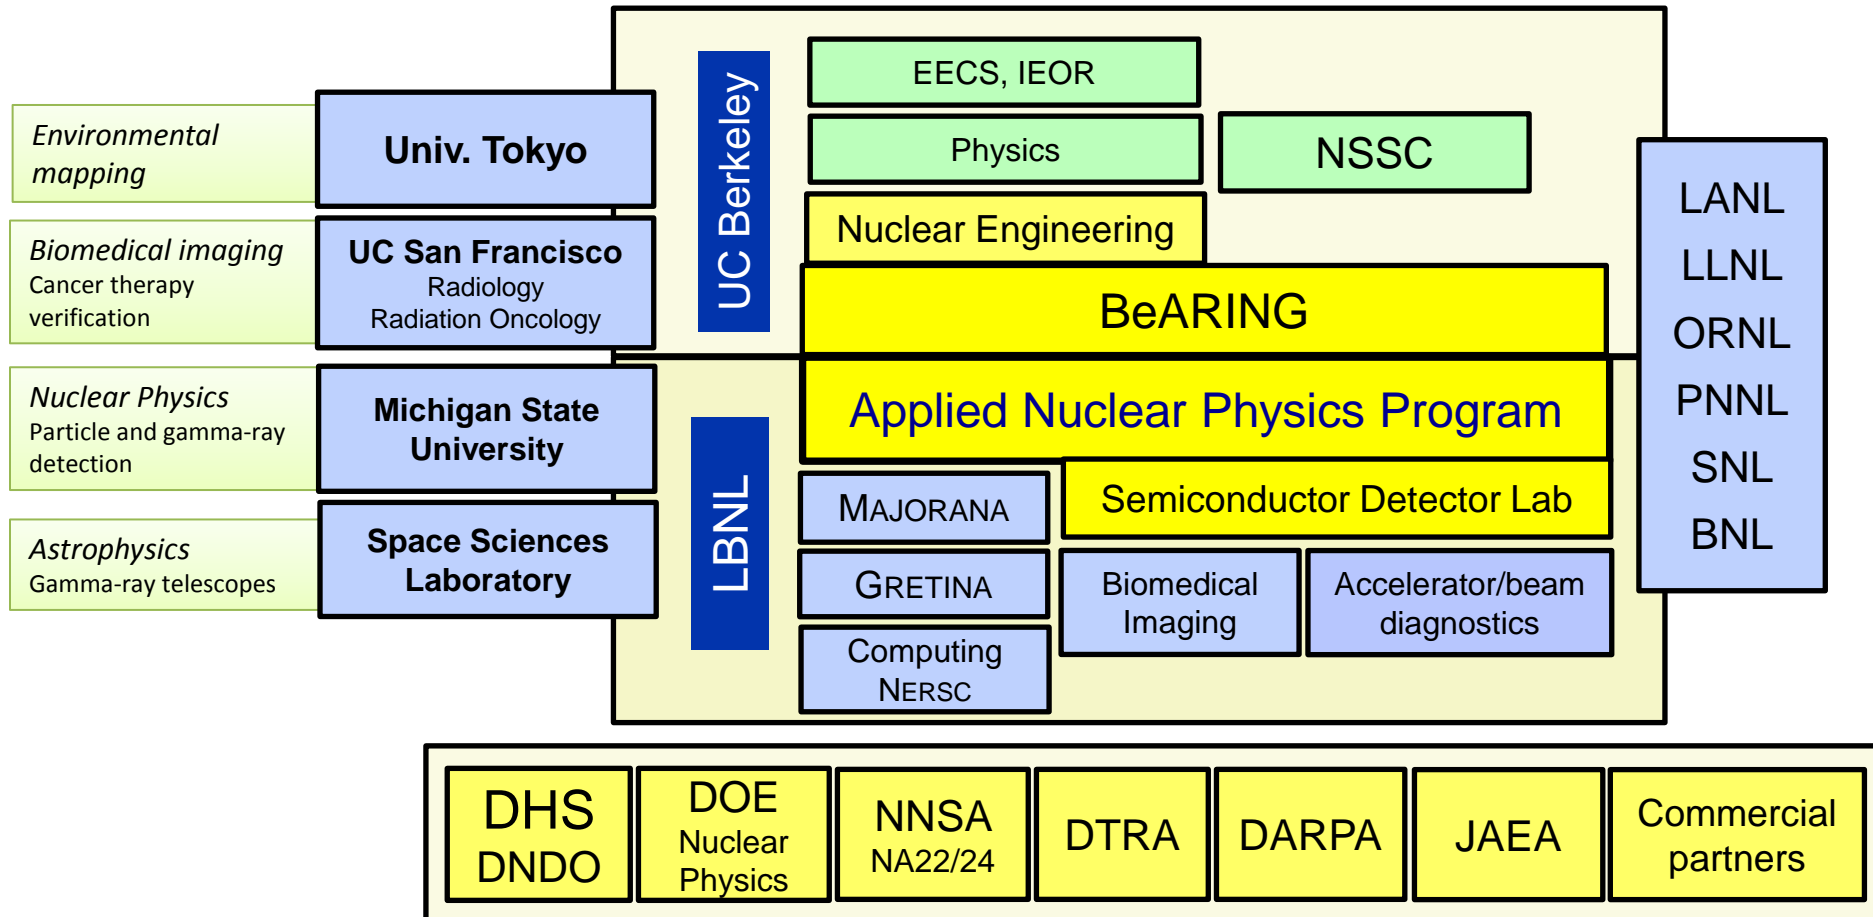 Environmental
mapping
Univ. Tokyo
Biomedical imaging
Cancer therapy
verification
UC San Francisco
Radiology
Radiation Oncology
Nuclear Physics
Particle and gamma-ray
detection
Michigan State
University
Astrophysics
Gamma-ray telescopes
Space Sciences
Laboratory
UC Berkeley
EECS, IEOR
Physics
NSSC
Nuclear Engineering
BeARING
LBNL
Applied Nuclear Physics Program
Semiconductor Detector Lab
MAJORANA
GRETINA
Computing
NERSC
Biomedical
Imaging
Accelerator/beam
diagnostics
LANL
LLNL
ORNL
PNNL
SNL
BNL
DHS
DNDO
DOE
Nuclear
Physics
NNSA
NA22/24
DTRA
DARPA
JAEA
Commercial
partners